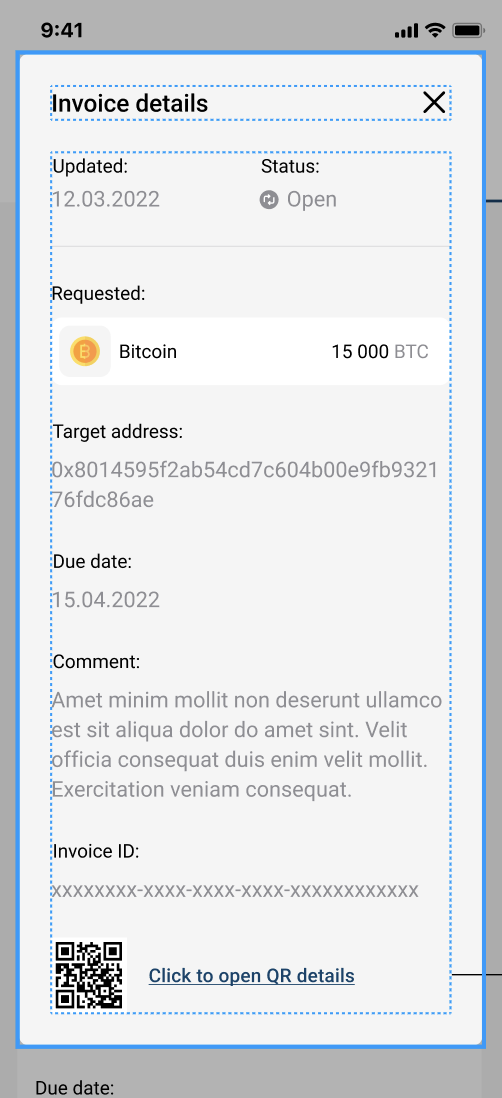 9:41
Invoice details
Updated: Status:
12.03.2022 Open
Requested:
Bitcoin 15 000 BTC
Target address:
0x8014595f2ab54cd7c604b00e9fb9321
76fdc86ae
Due date:
15.04.2022
Comment:
Amet minim mollit non deserunt ullamco
est sit aliqua dolor do amet sint. Velit
officia consequat duis enim velit mollit.
Exercitation veniam consequat.
Invoice ID:
xxxxxxxx-xxxx-xxxx-xxxx-xxxxxxxxxxxx
Click to open QR details
Due date: